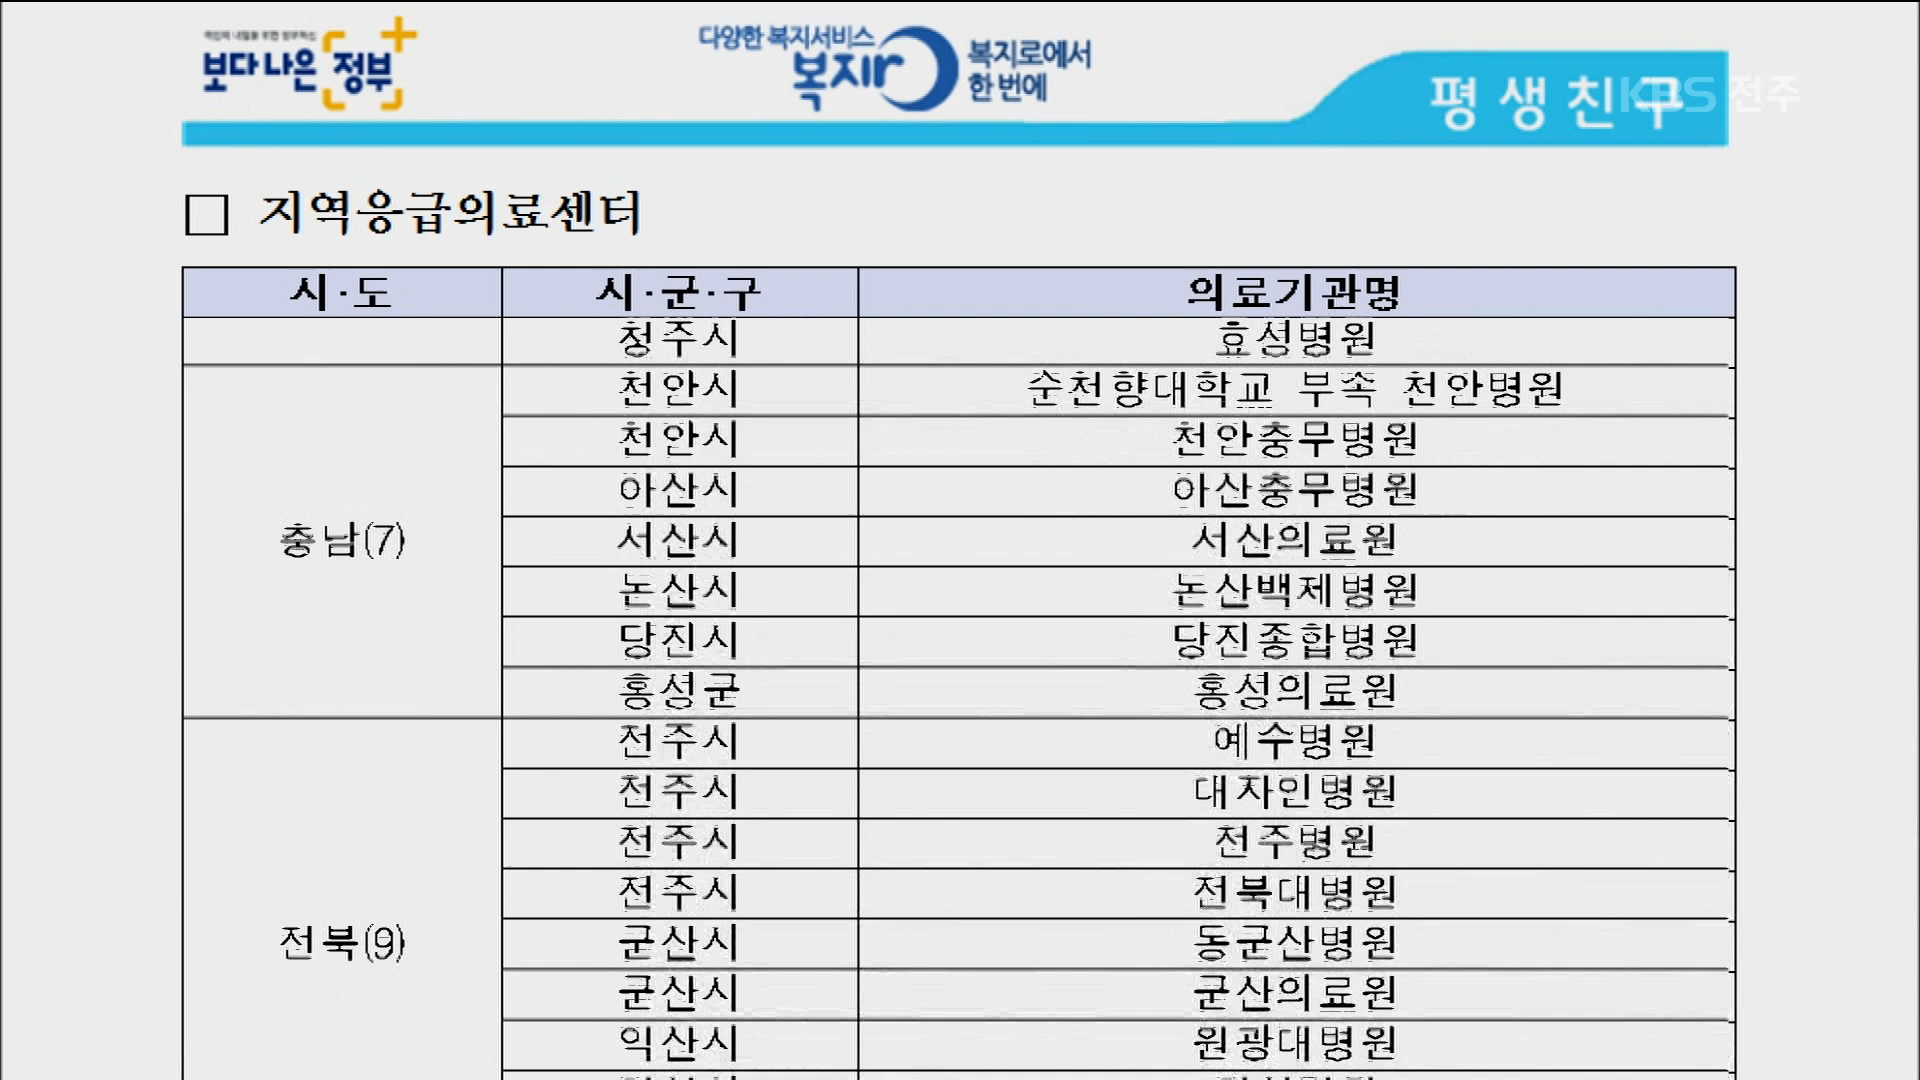 보다 나은 정부
다양한 복지서비스
복지로
복지로에서
한 번에
평생친구
KBS 전주
□ 지역응급의료센터
시·도 시·군·구 의료기관명
청주시 효성병원
천안시 순천향대학교 부속 천안병원
천안시 천안충무병원
아산시 아산충무병원
충남(7) 서산시 서산의료원
논산시 논산백제병원
당진시 당진종합병원
홍성군 홍성의료원
전주시 예수병원
전주시 대자인병원
전주시 전주병원
전주시 전북대병원
전북(9) 군산시 동군산병원
군산시 군산의료원
익산시 원광대병원